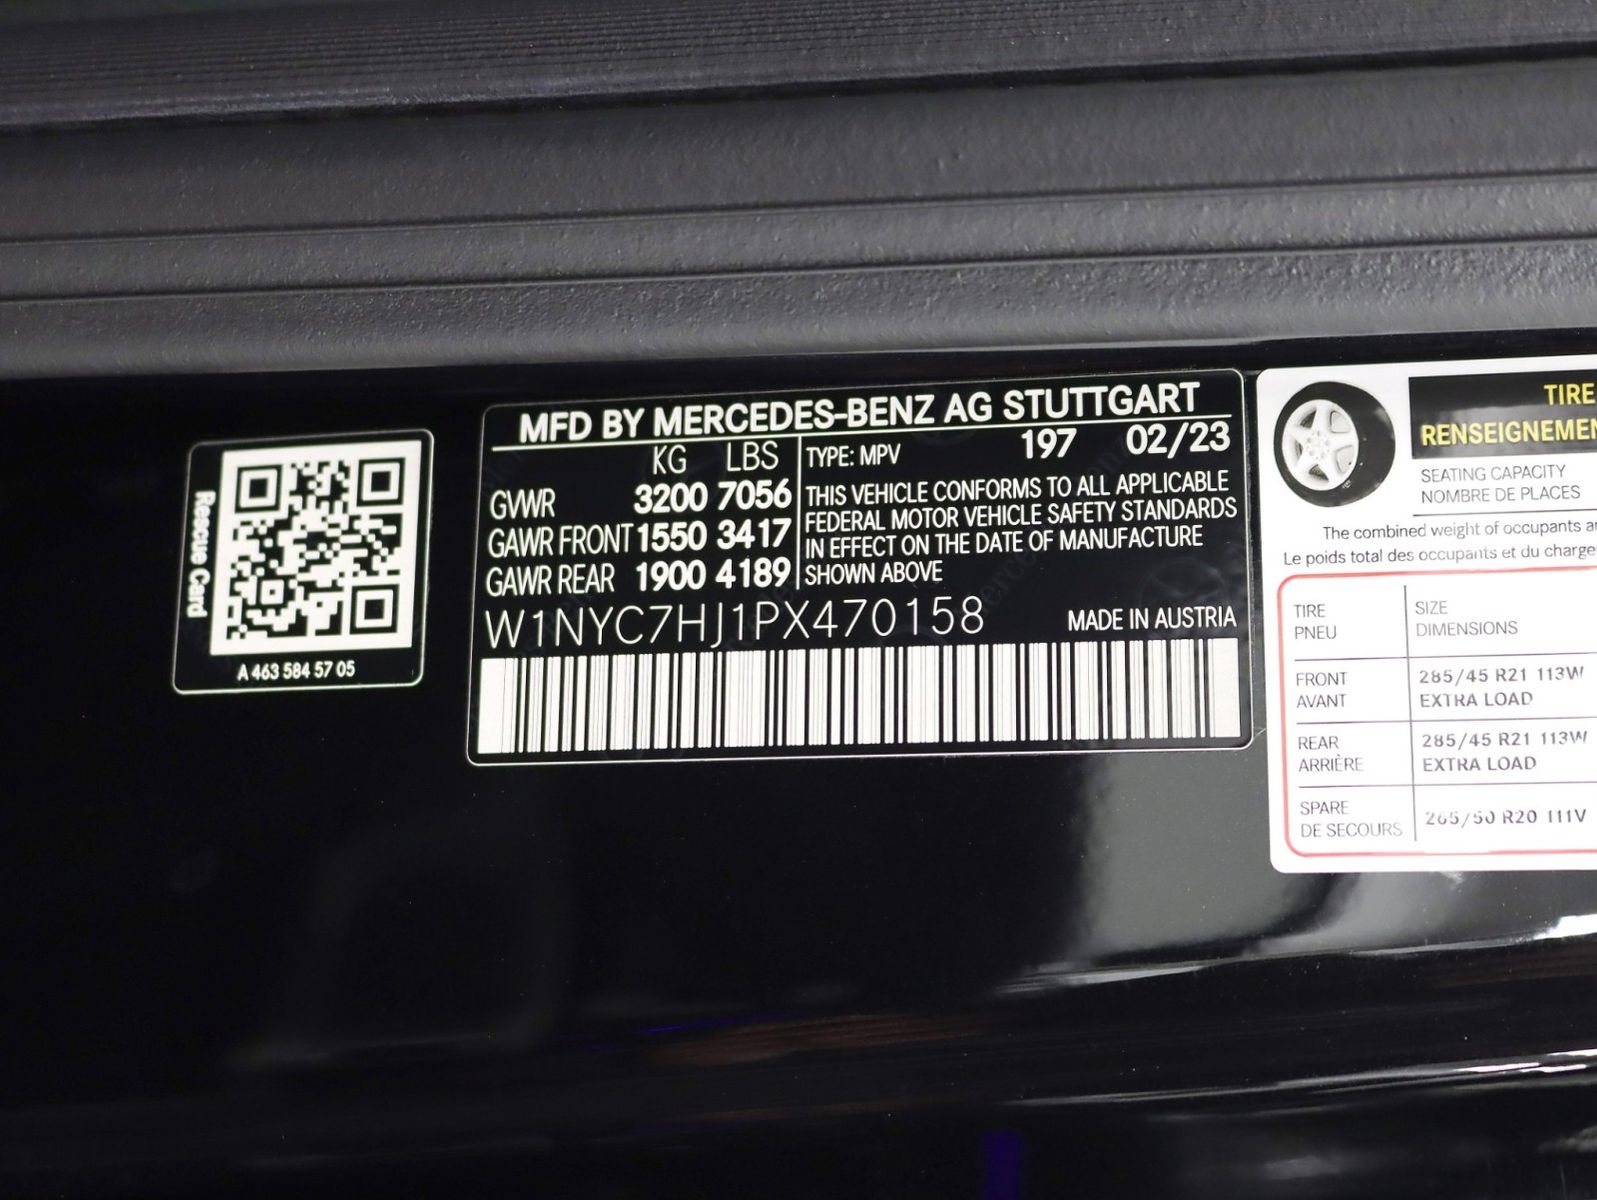 Rescue Card
A 463 584 57 05
MFD BY MERCEDES-BENZ AG STUTTGART
KG LBS
GVWR 3200 7056
GAWR FRONT 1550 3417
GAWR REAR 1900 4189
TYPE: MPV 197 02/23
THIS VEHICLE CONFORMS TO ALL APPLICABLE
FEDERAL MOTOR VEHICLE SAFETY STANDARDS
IN EFFECT ON THE DATE OF MANUFACTURE
SHOWN ABOVE
W1NYC7HJ1PX470158 MADE IN AUSTRIA
TIRE
RENSEIGNEMEN
SEATING CAPACITY
NOMBRE DE PLACES
The combined weight of occupants
Le poids total des occupants et du charge
TIRE
PNEU
SIZE
DIMENSIONS
FRONT
AVANT
285/45 R21 113W
EXTRA LOAD
REAR
ARRIÈRE
285/45 R21 113W
EXTRA LOAD
SPARE
DE SECOURS
265/50 R20 111V